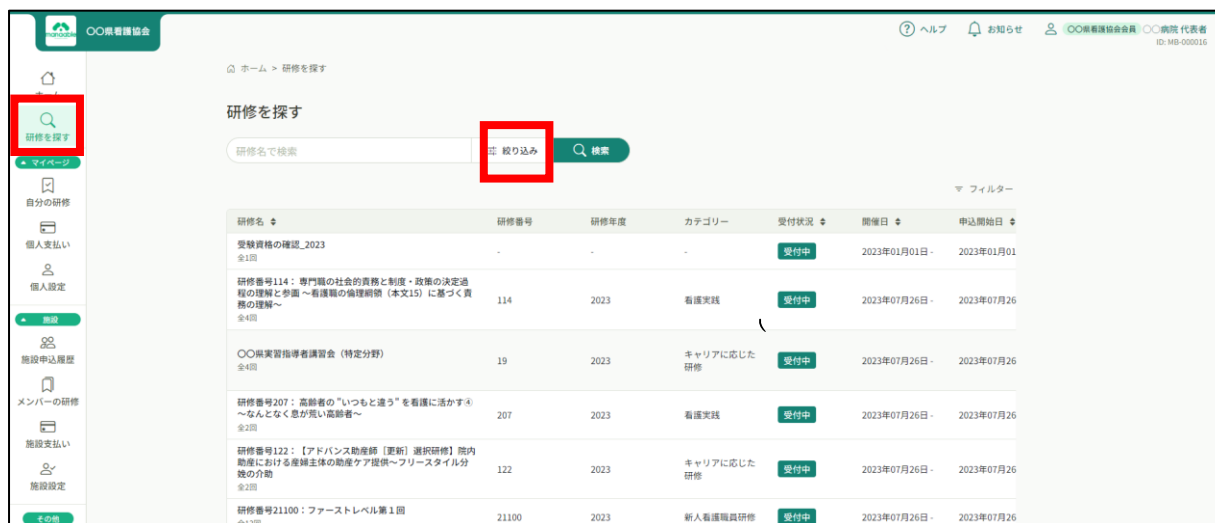 manaable
〇〇県看護協会
ヘルプ
お知らせ
〇〇県看護協会会員
〇〇病院 代表者
ID: MB-000016
ホーム
研修を探す
マイページ
自分の研修
個人支払い
個人設定
施設
施設申込履歴
メンバーの研修
施設支払い
施設設定
その他
ホーム > 研修を探す
研修を探す
研修名で検索
絞り込み
検索
フィルター
研修名 研修番号 研修年度 カテゴリー 受付状況 開催日 申込開始日
受験資格の確認_2023
全1回
- - - 受付中 2023年01月01日 - 2023年01月01
研修番号114： 専門職の社会的責務と制度・政策の決定過
程の理解と参画 ～看護職の倫理綱領（本文15）に基づく責
務の理解～
全4回
114 2023 看護実践 受付中 2023年07月26日 - 2023年07月26
〇〇県実習指導者講習会（特定分野）
全4回
19 2023 キャリアに応じた
研修
受付中 2023年07月26日 - 2023年07月26
研修番号207： 高齢者の "いつもと違う" を看護に活かす④
～なんとなく息が荒い高齢者～
全2回
207 2023 看護実践 受付中 2023年07月26日 - 2023年07月26
研修番号122：【アドバンス助産師［更新］選択研修】院内
助産における産婦主体の助産ケア提供～フリースタイル分
娩の介助
全2回
122 2023 キャリアに応じた
研修
受付中 2023年07月26日 - 2023年07月26
研修番号21100：ファーストレベル第１回
21100 2023 新人看護職員研修 受付中 2023年07月26日 - 2023年07月26